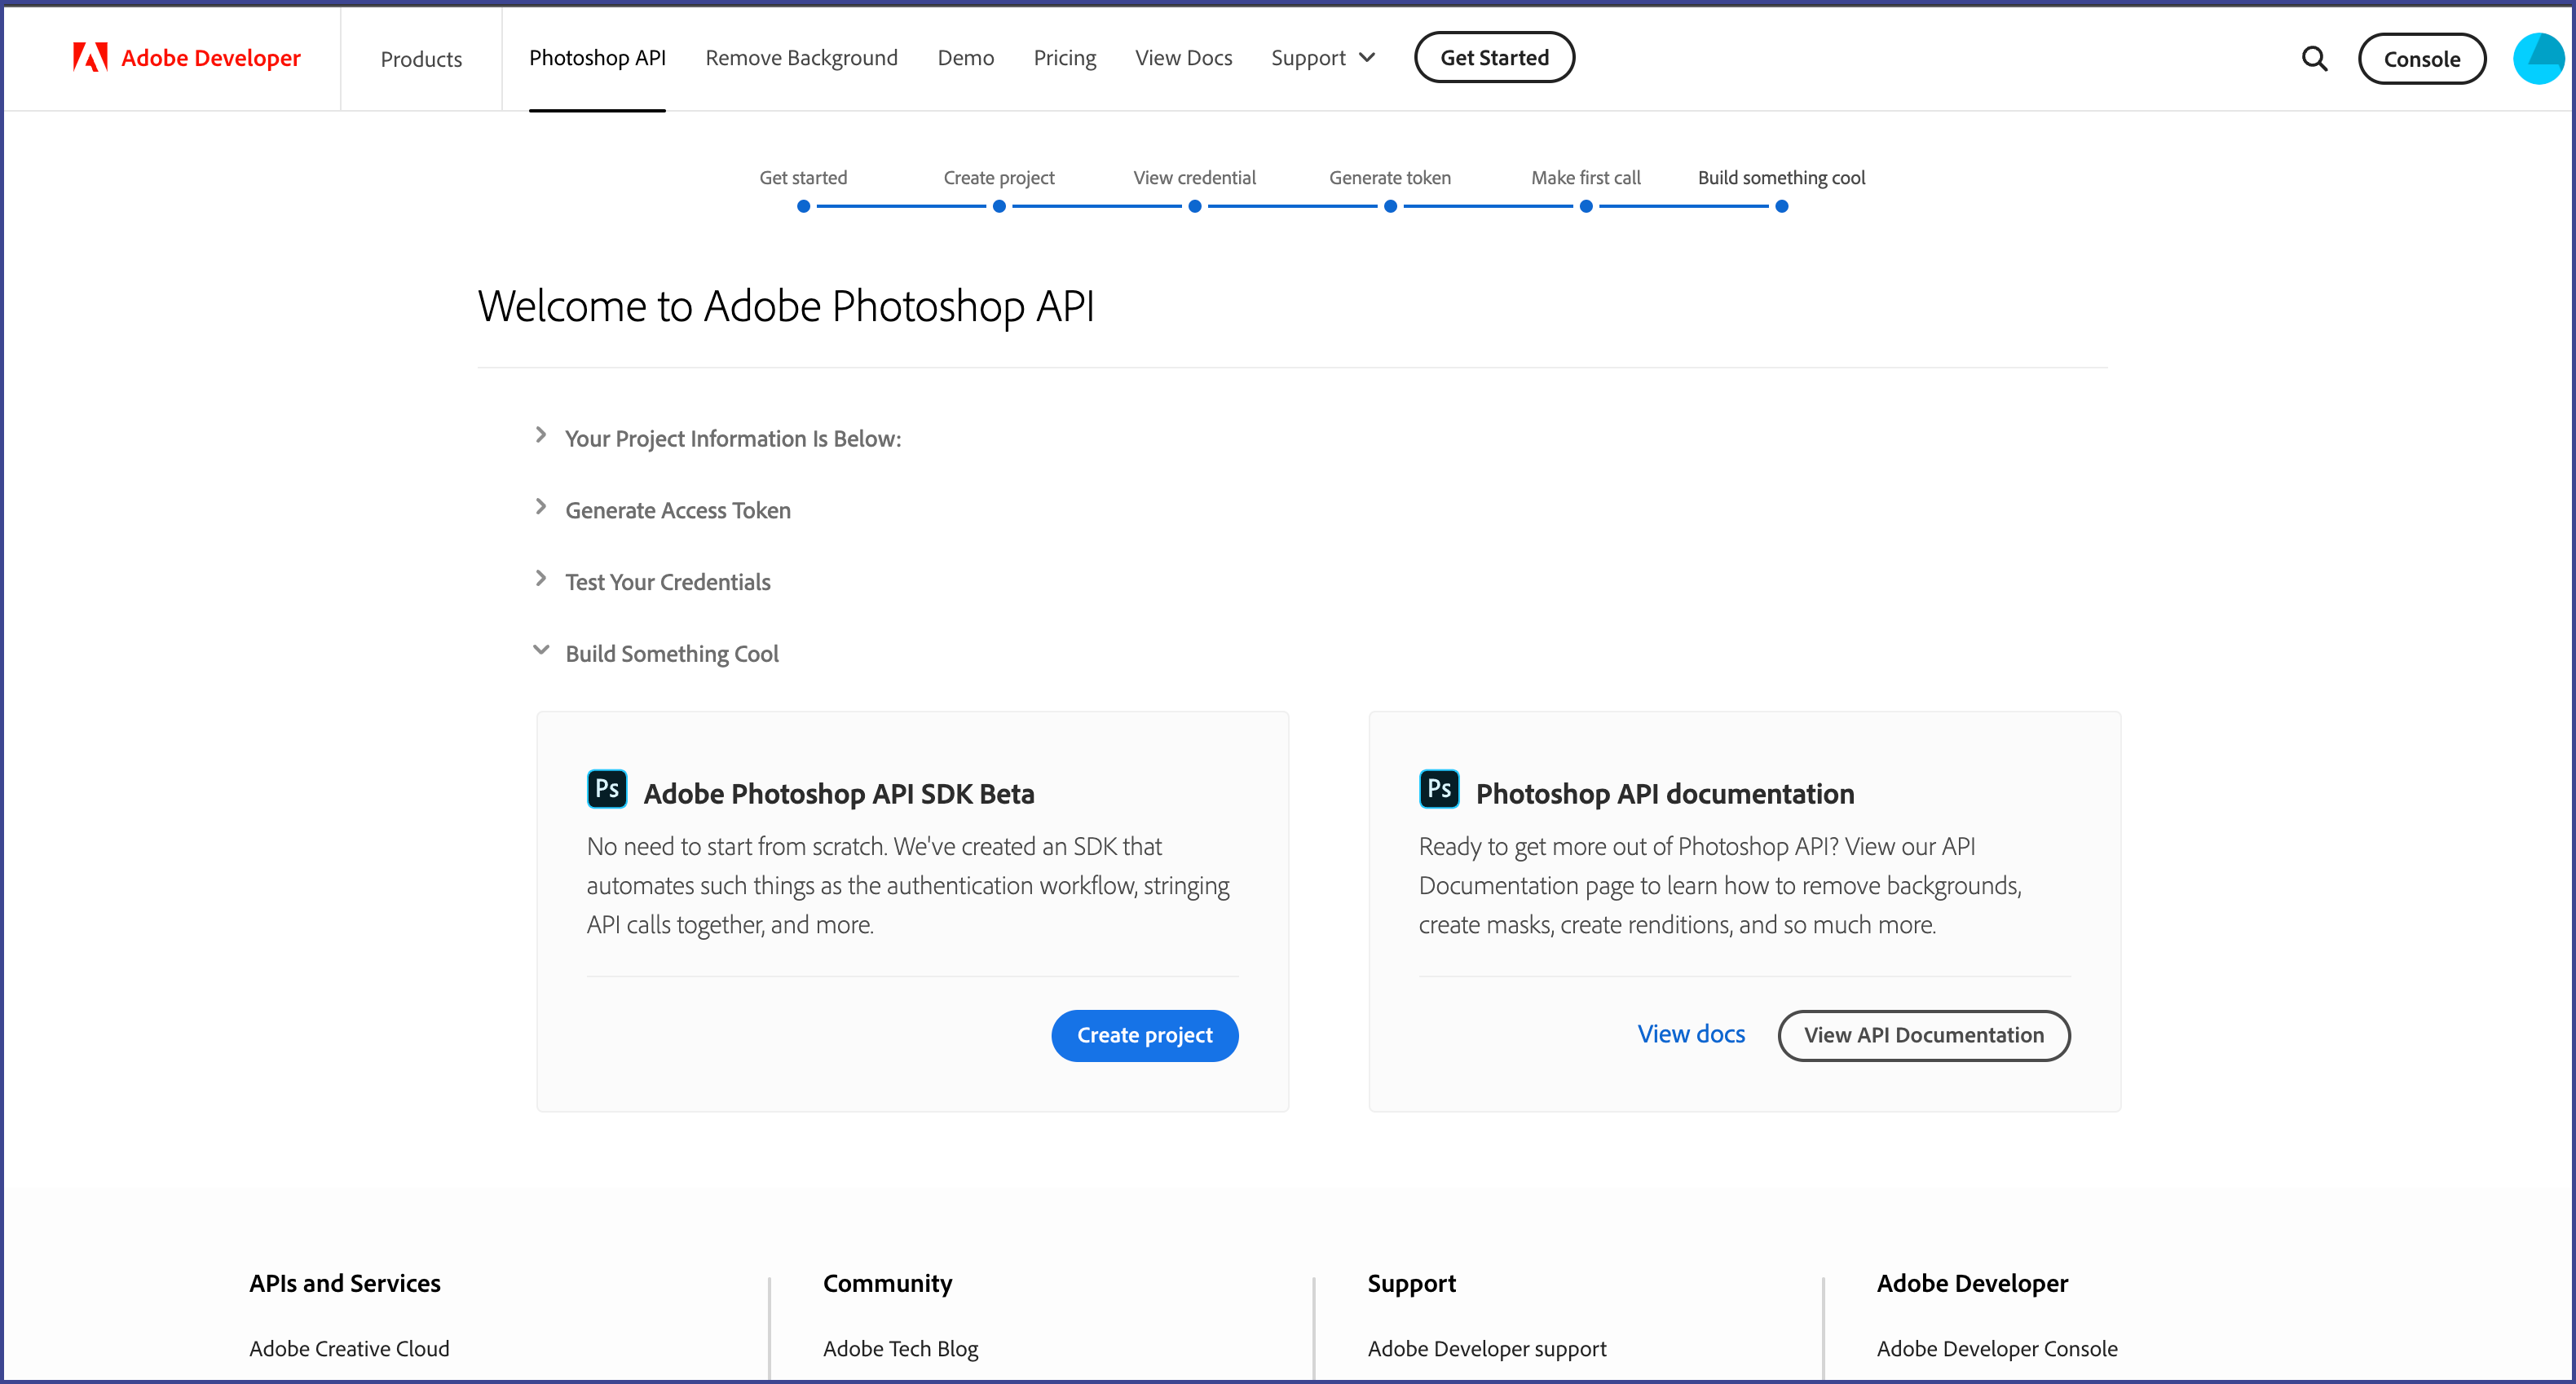 Adobe Developer
Products
Photoshop API
Remove Background
Demo
Pricing
View Docs
Support
Get Started
Console
Get started
Create project
View credential
Generate token
Make first call
Build something cool
Welcome to Adobe Photoshop API
Your Project Information Is Below:
Generate Access Token
Test Your Credentials
Build Something Cool
Ps
Adobe Photoshop API SDK Beta
No need to start from scratch. We've created an SDK that
automates such things as the authentication workflow, stringing
API calls together, and more.
Create project
Ps
Photoshop API documentation
Ready to get more out of Photoshop API? View our API
Documentation page to learn how to remove backgrounds,
create masks, create renditions, and so much more.
View docs
View API Documentation
APIs and Services
Adobe Creative Cloud
Community
Adobe Tech Blog
Support
Adobe Developer support
Adobe Developer
Adobe Developer Console